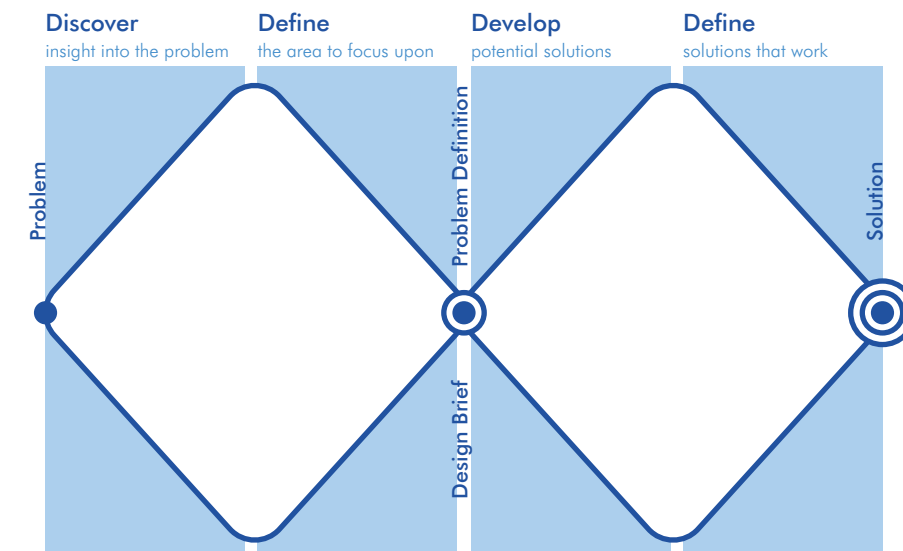 Discover
insight into the problem
Define
the area to focus upon
Develop
potential solutions
Define
solutions that work
Problem
Problem Definition
Design Brief
Solution